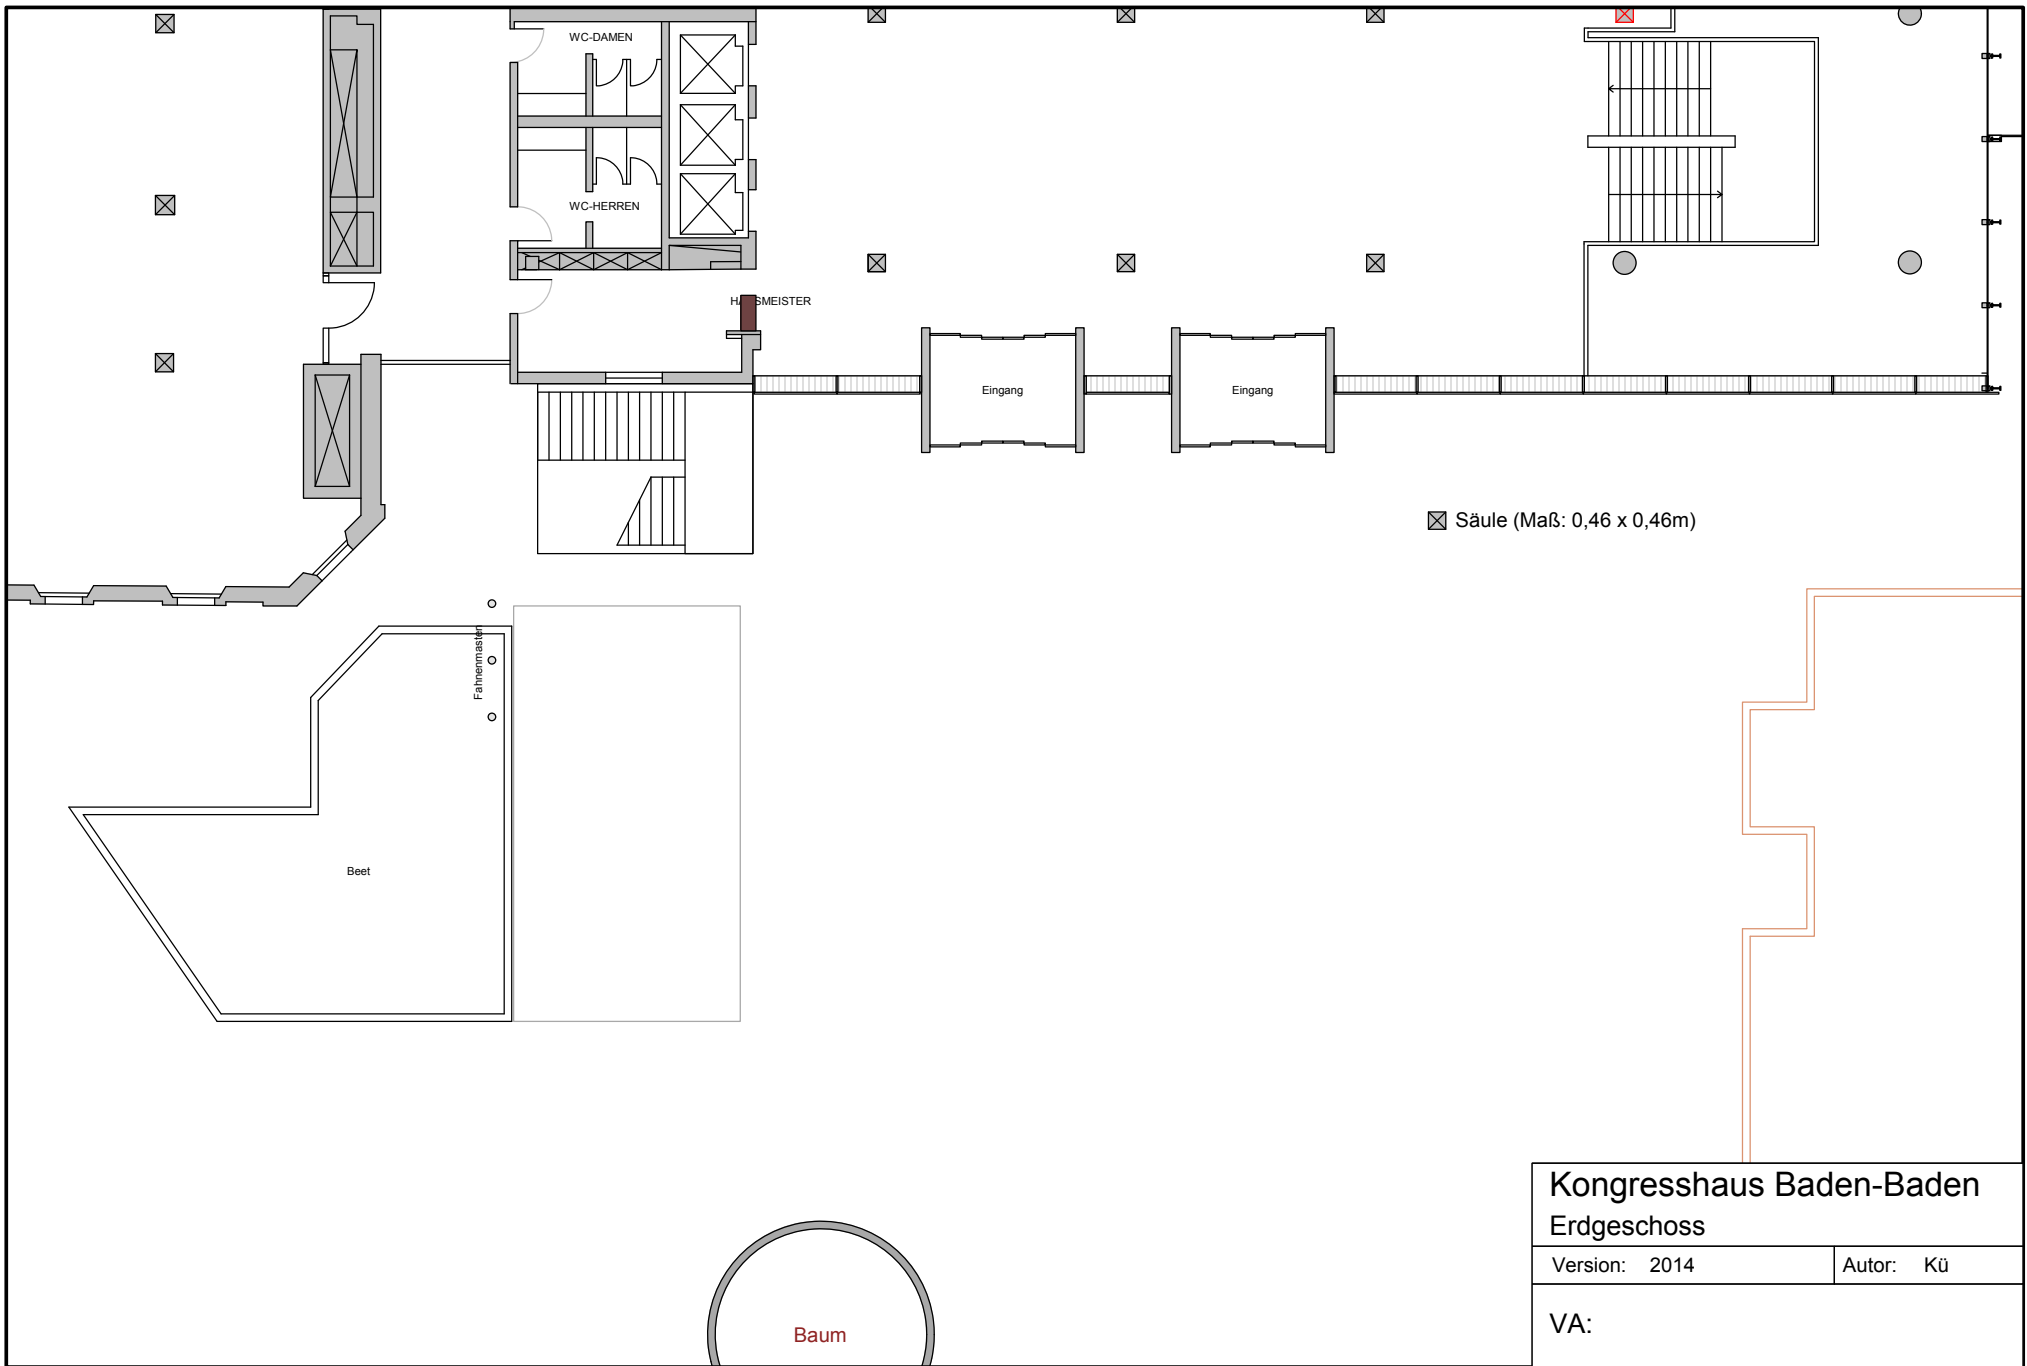 WC-DAMEN
WC-HERREN
HAUSMEISTER
Eingang
Eingang
Säule (Maß: 0,46 x 0,46m)
Fahnenmasten
Beet
Kongresshaus Baden-Baden
Erdgeschoss
Version: 2014
Autor: Kü
VA:
Baum